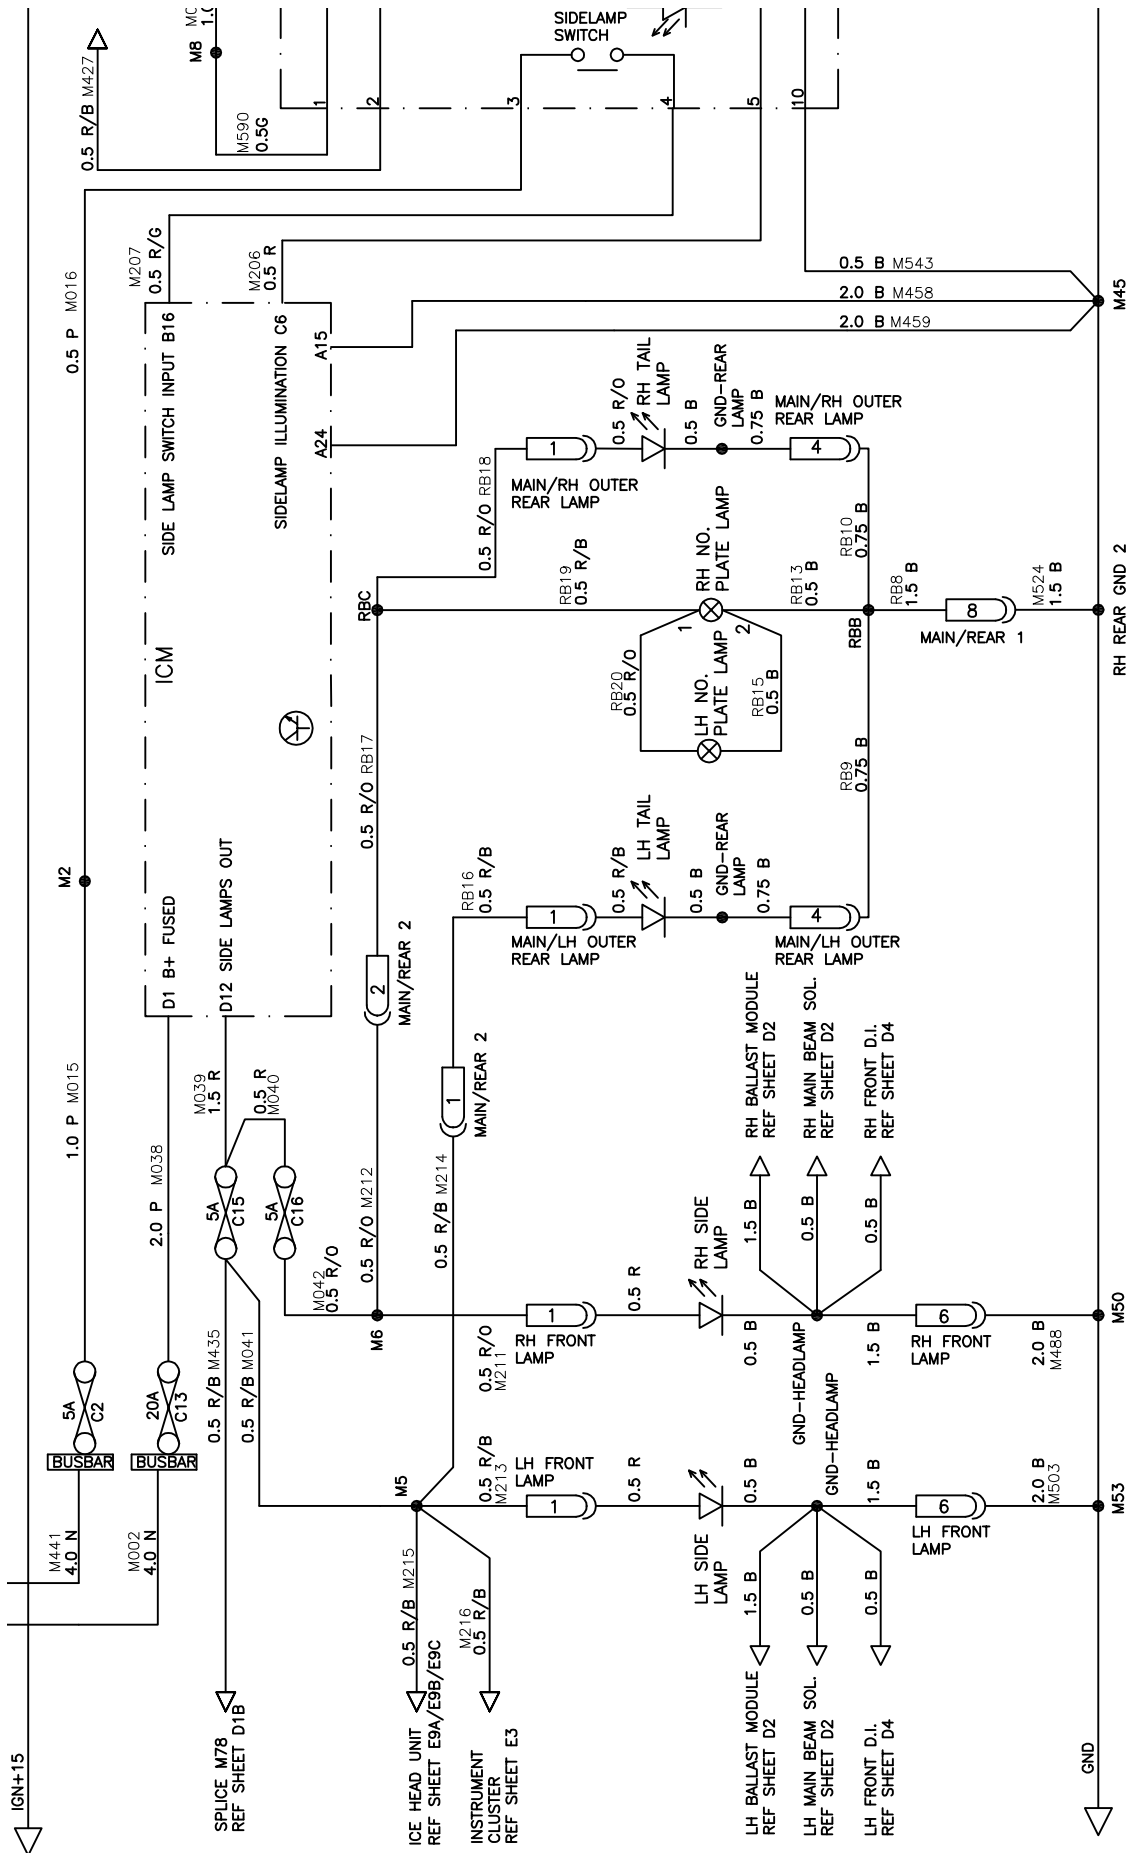 SIDELAMP
SWITCH
M8
0.5 R/B M427
M590
0.5G
1
2
3
4
5
10
M207
0.5 R/G
M206
0.5 R
0.5 P M016
0.5 B M543
2.0 B M458
2.0 B M459
M45
SIDE LAMP SWITCH INPUT B16
SIDELAMP ILLUMINATION C6
A15
A24
ICM
D1 B+ FUSED
D12 SIDE LAMPS OUT
M2
0.5 R/O RB18
1
MAIN/RH OUTER
REAR LAMP
0.5 R/O
RH TAIL
LAMP
0.5 B
GND-REAR
LAMP
0.75 B
MAIN/RH OUTER
REAR LAMP
4
RBC
RB19
0.5 R/B
RH NO.
PLATE LAMP
1
2
RB13
0.5 B
RB10
0.75 B
RB8
1.5 B
RBB
8
MAIN/REAR 1
M524
1.5 B
RH REAR GND 2
RB20
0.5 R/O
LH NO.
PLATE LAMP
RB15
0.5 B
RB9
0.75 B
0.5 R/O RB17
RB16
0.5 R/B
1
MAIN/LH OUTER
REAR LAMP
0.5 R/B
LH TAIL
LAMP
0.5 B
GND-REAR
LAMP
0.75 B
4
MAIN/LH OUTER
REAR LAMP
2
MAIN/REAR 2
1
MAIN/REAR 2
1.0 P M015
2.0 P M038
M039
1.5 R
0.5 R
M040
5A
C15
5A
C16
M042
0.5 R/O
0.5 R/O M212
0.5 R/B M214
M6
RH BALLAST MODULE
REF SHEET D2
RH MAIN BEAM SOL.
REF SHEET D2
RH FRONT D.I.
REF SHEET D4
1.5 B
0.5 B
0.5 B
0.5 R/O
M211
1
RH FRONT
LAMP
0.5 R
RH SIDE
LAMP
0.5 B
GND-HEADLAMP
1.5 B
6
RH FRONT
LAMP
2.0 B
M488
M50
5A
C2
BUSBAR
20A
C13
BUSBAR
0.5 R/B M435
0.5 R/B M041
M5
0.5 R/B
M213
1
LH FRONT
LAMP
0.5 R
LH SIDE
LAMP
0.5 B
GND-HEADLAMP
1.5 B
6
LH FRONT
LAMP
2.0 B
M503
M53
M441
4.0 N
M002
4.0 N
0.5 R/B M215
M216
0.5 R/B
1.5 B
0.5 B
0.5 B
IGN+15
SPLICE M78
REF SHEET D1B
ICE HEAD UNIT
REF SHEET E9A/E9B/E9C
INSTRUMENT
CLUSTER
REF SHEET E3
LH BALLAST MODULE
REF SHEET D2
LH MAIN BEAM SOL.
REF SHEET D2
LH FRONT D.I.
REF SHEET D4
GND